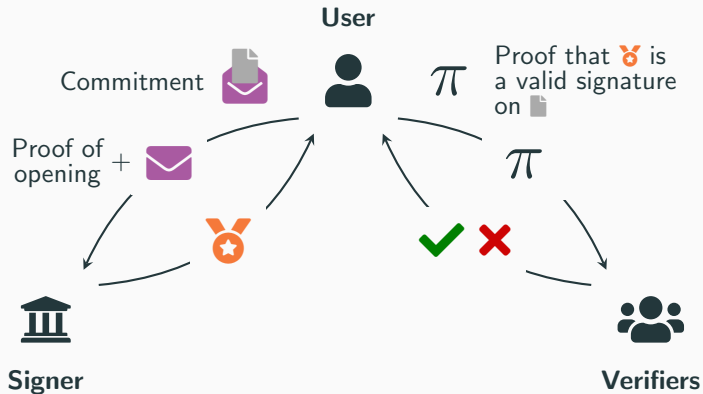 User
Commitment
π
Proof that is
a valid signature
on
Proof of
opening +
π
Signer
Verifiers